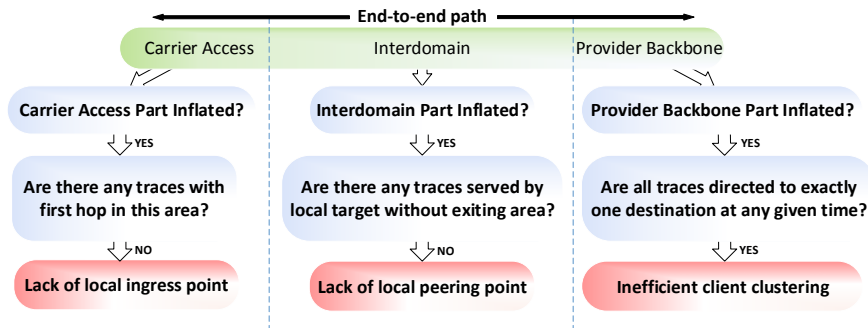 End-to-end path
Carrier Access
Interdomain
Provider Backbone
Carrier Access Part Inflated?
Interdomain Part Inflated?
Provider Backbone Part Inflated?
YES
YES
YES
Are there any traces with
first hop in this area?
Are there any traces served by
local target without exiting area?
Are all traces directed to exactly
one destination at any given time?
NO
NO
YES
Lack of local ingress point
Lack of local peering point
Inefficient client clustering